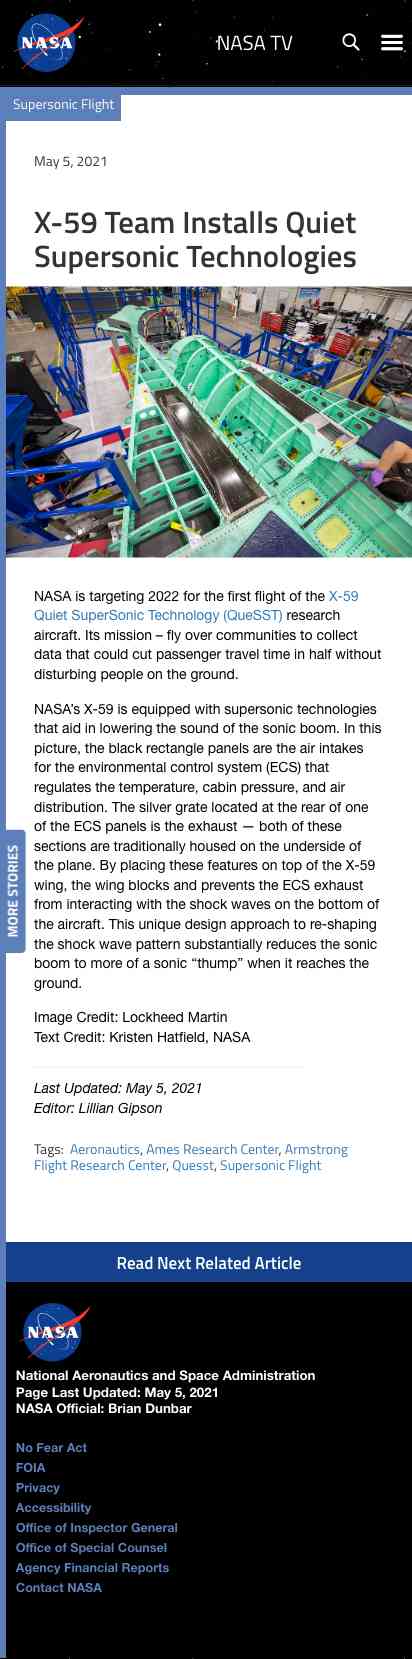 NASA
NASA TV
Supersonic Flight
May 5, 2021
X-59 Team Installs Quiet
Supersonic Technologies
NASA is targeting 2022 for the first flight of the X-59
Quiet SuperSonic Technology (QueSST) research
aircraft. Its mission – fly over communities to collect
data that could cut passenger travel time in half without
disturbing people on the ground.
NASA's X-59 is equipped with supersonic technologies
that aid in lowering the sound of the sonic boom. In this
picture, the black rectangle panels are the air intakes
for the environmental control system (ECS) that
regulates the temperature, cabin pressure, and air
distribution. The silver grate located at the rear of one
of the ECS panels is the exhaust — both of these
sections are traditionally housed on the underside of
the plane. By placing these features on top of the X-59
wing, the wing blocks and prevents the ECS exhaust
from interacting with the shock waves on the bottom of
the aircraft. This unique design approach to re-shaping
the shock wave pattern substantially reduces the sonic
boom to more of a sonic “thump” when it reaches the
ground.
MORE STORIES
Image Credit: Lockheed Martin
Text Credit: Kristen Hatfield, NASA
Last Updated: May 5, 2021
Editor: Lillian Gipson
Tags: Aeronautics, Ames Research Center, Armstrong
Flight Research Center, Quesst, Supersonic Flight
Read Next Related Article
NASA
National Aeronautics and Space Administration
Page Last Updated: May 5, 2021
NASA Official: Brian Dunbar
No Fear Act
FOIA
Privacy
Accessibility
Office of Inspector General
Office of Special Counsel
Agency Financial Reports
Contact NASA